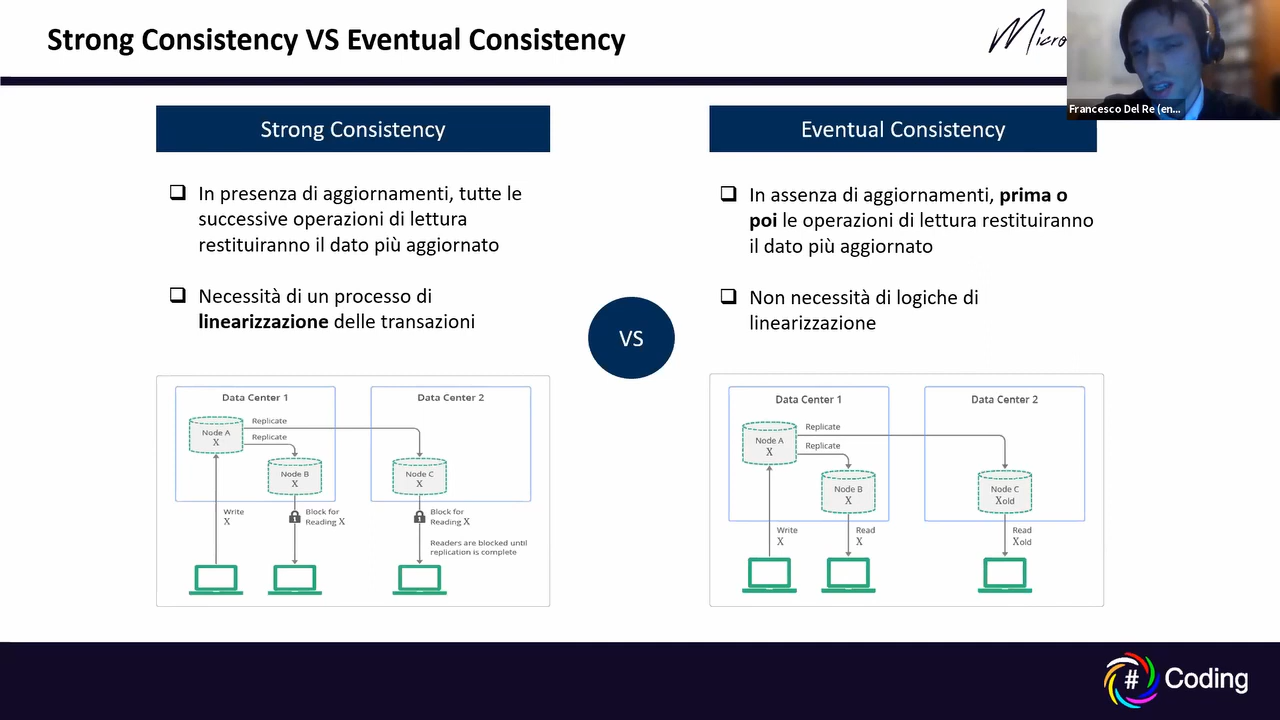 Strong Consistency VS Eventual Consistency
Micro
Francesco Del Re (en...
Strong Consistency
In presenza di aggiornamenti, tutte le
successive operazioni di lettura
restituiranno il dato più aggiornato
Necessità di un processo di
linearizzazione delle transazioni
Data Center 1
Data Center 2
Node A
X
Replicate
Replicate
Node B
X
Node C
X
Write
X
Block for
Reading X
Block for
Reading X
Readers are blocked until
replication is complete
VS
Eventual Consistency
In assenza di aggiornamenti, prima o
poi le operazioni di lettura restituiranno
il dato più aggiornato
Non necessità di logiche di
linearizzazione
Data Center 1
Data Center 2
Node A
X
Replicate
Replicate
Node B
X
Node C
Xold
Write
X
Read
X
Read
Xold
# Coding